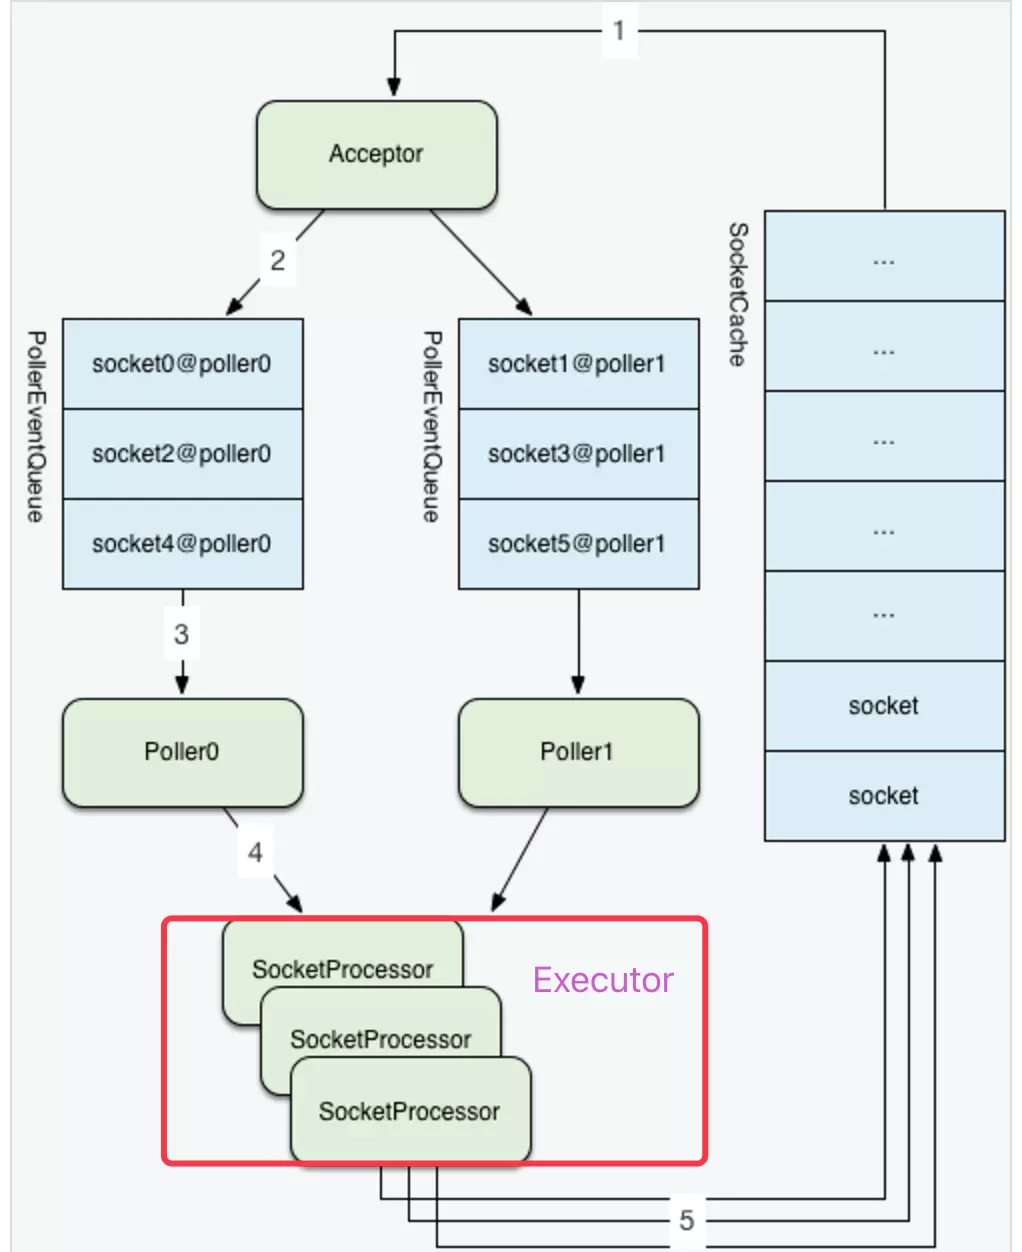 1
Acceptor
2
SocketCache
...
...
...
...
...
socket
socket
PollerEventQueue
socket0@poller0
socket2@poller0
socket4@poller0
PollerEventQueue
socket1@poller1
socket3@poller1
socket5@poller1
3
Poller0
Poller1
4
SocketProcessor
SocketProcessor
SocketProcessor
Executor
5